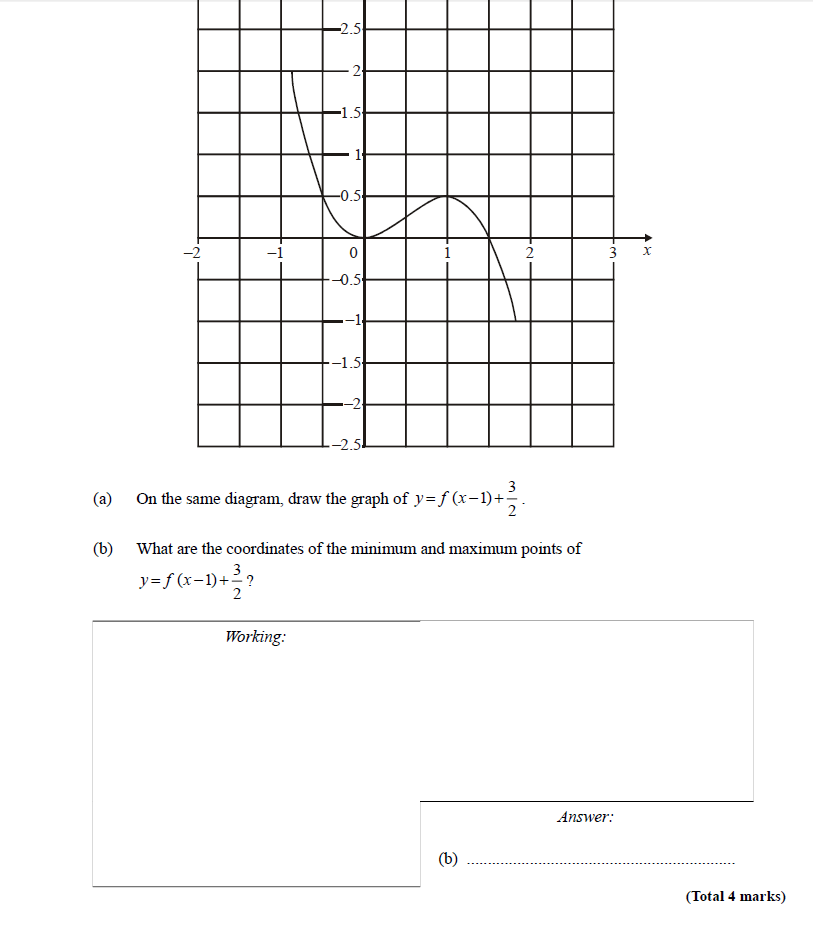 2.5
2
1.5
1
0.5
–2 –1 0 1 2 3 x
–0.5
–1
–1.5
–2
–2.5
(a) On the same diagram, draw the graph of y = f (x–1) + 3/2 .
(b) What are the coordinates of the minimum and maximum points of
y = f (x–1) + 3/2 ?
Working:
Answer:
(b) ..................................................................
(Total 4 marks)